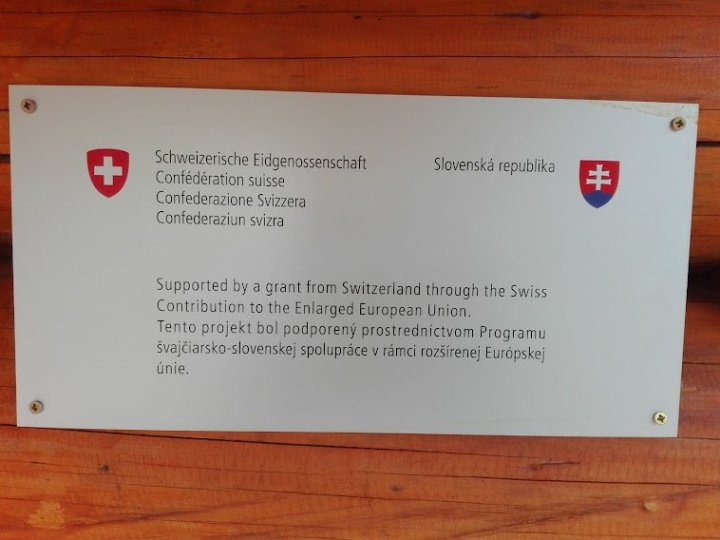 Schweizerische Eidgenossenschaft
Confédération suisse
Confederazione Svizzera
Confederaziun svizra
Slovenská republika
Supported by a grant from Switzerland through the Swiss
Contribution to the Enlarged European Union.
Tento projekt bol podporený prostredníctvom Programu
švajčiarsko-slovenskej spolupráce v rámci rozšírenej Európskej
únie.